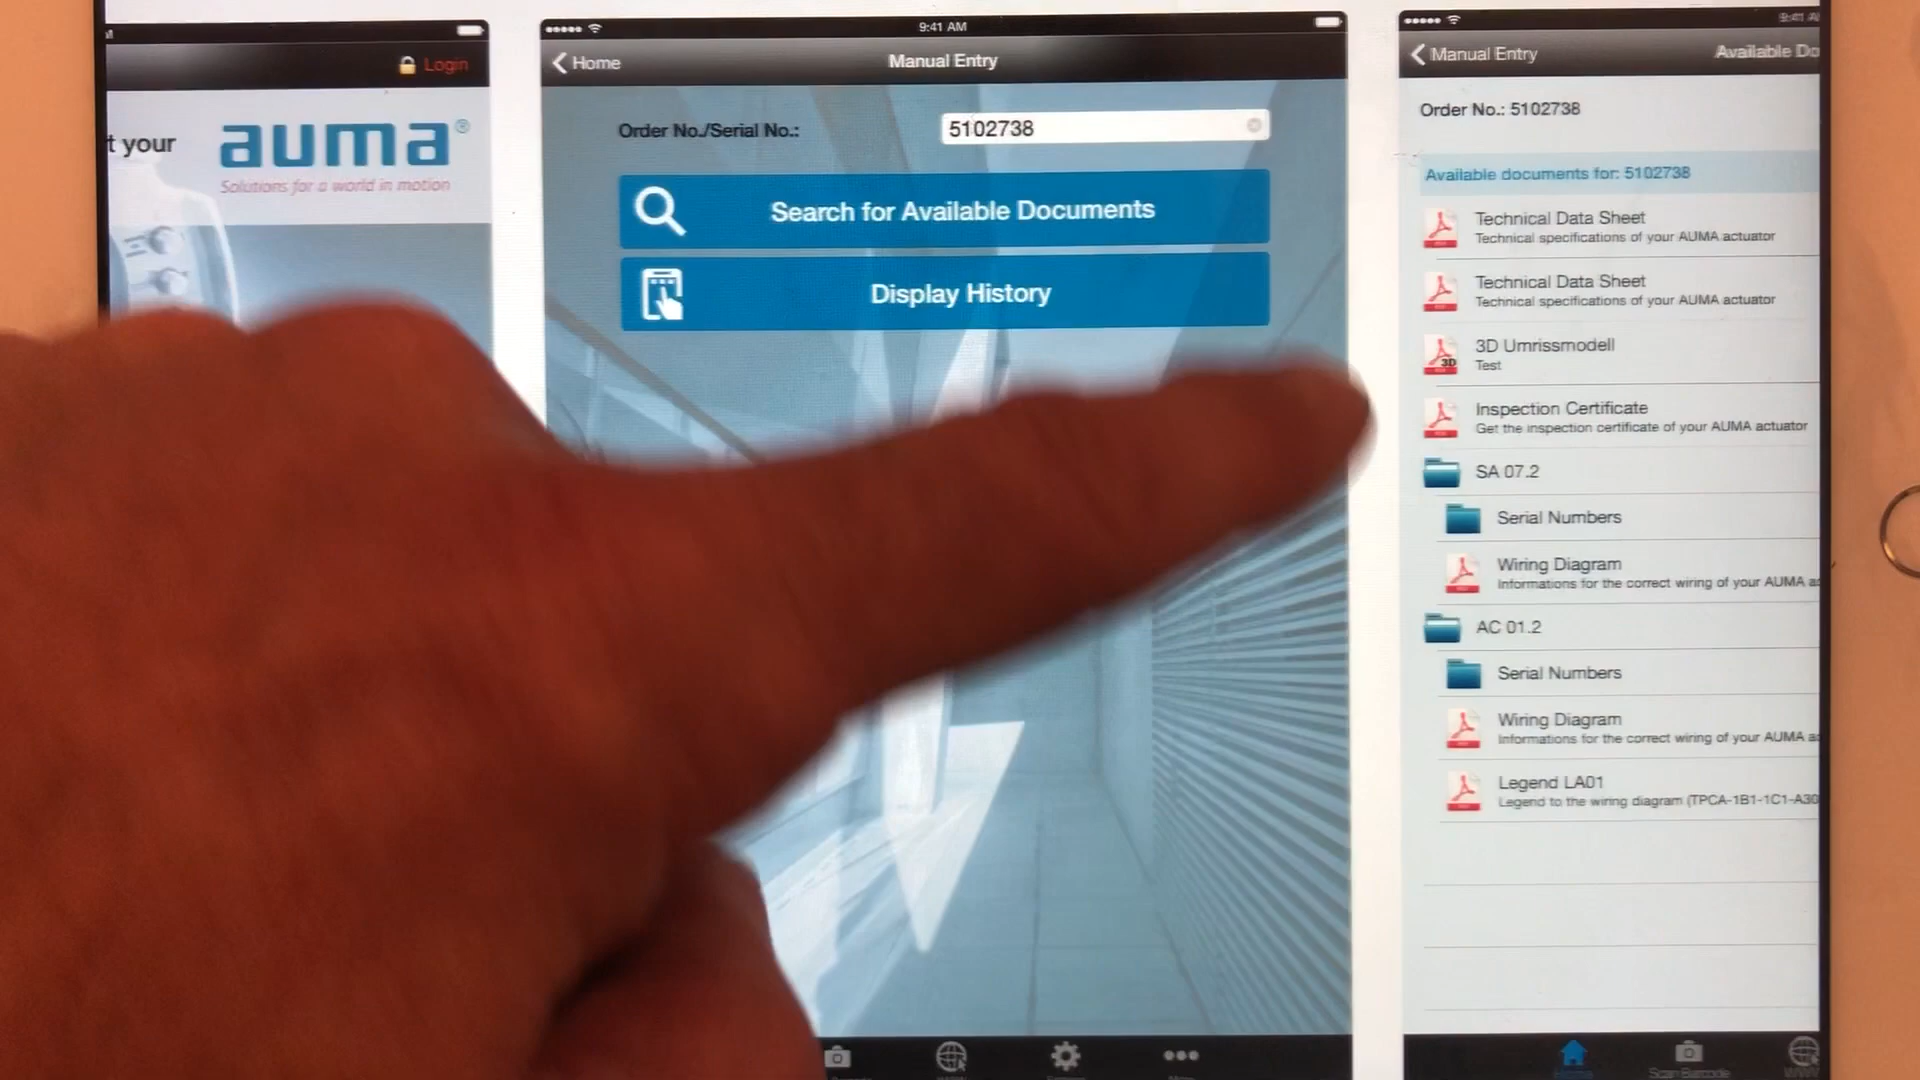 Login
t your
auma®
Solutions for a world in motion
9:41 AM
Home
Manual Entry
Order No./Serial No.:
5102738
Search for Available Documents
Display History
9:41 A
Manual Entry
Available Do
Order No.: 5102738
Available documents for: 5102738
Technical Data Sheet
Technical specifications of your AUMA actuator
Technical Data Sheet
Technical specifications of your AUMA actuator
3D
3D Umrissmodell
Test
Inspection Certificate
Get the inspection certificate of your AUMA actuator
SA 07.2
Serial Numbers
Wiring Diagram
Informations for the correct wiring of your AUMA a
AC 01.2
Serial Numbers
Wiring Diagram
Informations for the correct wiring of your AUMA a
Legend LA01
Legend to the wiring diagram (TPCA-1B1-1C1-A30
Scan Barcode